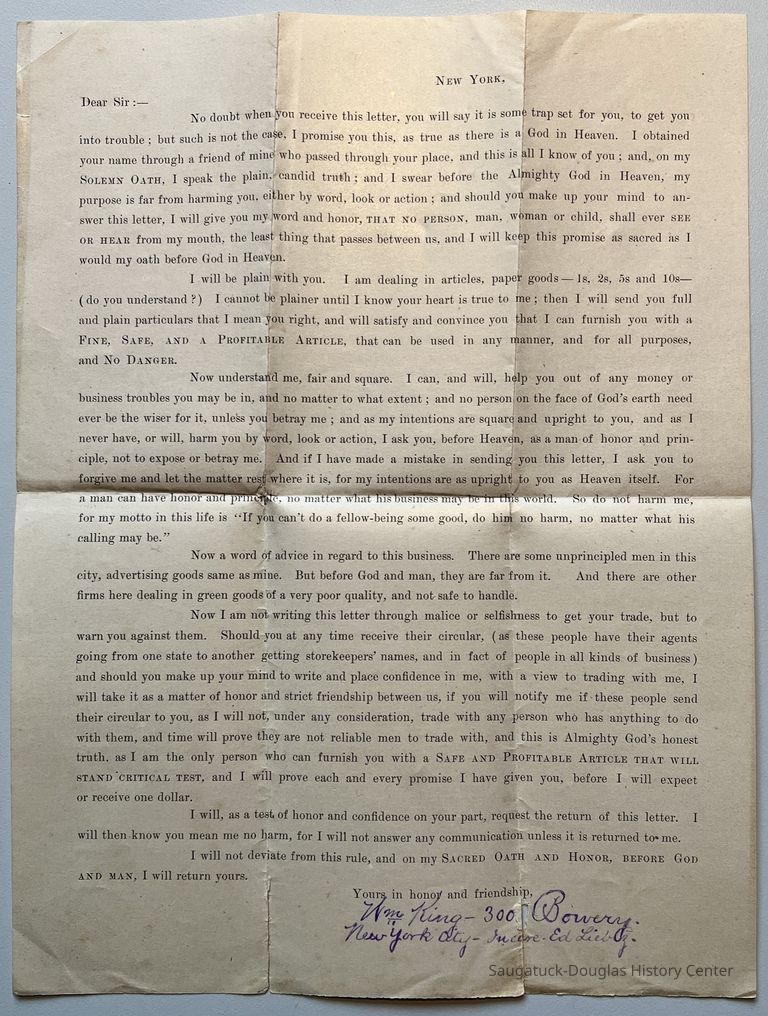 NEW YORK,
Dear Sir :—
No doubt when you receive this letter, you will say it is some trap set for you, to get you
into trouble ; but such is not the case, I promise you this, as true as there is a God in Heaven. I obtained
your name through a friend of mine who passed through your place, and this is all I know of you ; and, on my
SOLEMN OATH, I speak the plain, candid truth ; and I swear before the Almighty God in Heaven, my
purpose is far from harming you, either by word, look or action ; and should you make up your mind to an-
swer this letter, I will give you my word and honor, THAT NO PERSON, man, woman or child, shall ever SEE
OR HEAR from my mouth, the least thing that passes between us, and I will keep this promise as sacred as I
would my oath before God in Heaven.
I will be plain with you. I am dealing in articles, paper goods — 1s, 2s, 5s and 10s—
(do you understand ?) I cannot be plainer until I know your heart is true to me ; then I will send you full
and plain particulars that I mean you right, and will satisfy and convince you that I can furnish you with a
FINE, SAFE, AND A PROFITABLE ARTICLE, that can be used in any manner, and for all purposes,
and NO DANGER.
Now understand me, fair and square. I can, and will, help you out of any money or
business troubles you may be in, and no matter to what extent ; and no person on the face of God's earth need
ever be the wiser for it, unless you betray me ; and as my intentions are square and upright to you, and as I
never have, or will, harm you by word, look or action, I ask you, before Heaven, as a man of honor and prin-
ciple, not to expose or betray me. And if I have made a mistake in sending you this letter, I ask you to
forgive me and let the matter rest where it is, for my intentions are as upright to you as Heaven itself. For
a man can have honor and principle, no matter what his business may be in this world. So do not harm me,
for my motto in this life is “If you can't do a fellow-being some good, do him no harm, no matter what his
calling may be.”
Now a word of advice in regard to this business. There are some unprincipled men in this
city, advertising goods same as mine. But before God and man, they are far from it. And there are other
firms here dealing in green goods of a very poor quality, and not safe to handle.
Now I am not writing this letter through malice or selfishness to get your trade, but to
warn you against them. Should you at any time receive their circular, (as these people have their agents
going from one state to another getting storekeepers' names, and in fact of people in all kinds of business)
and should you make up your mind to write and place confidence in me, with a view to trading with me, I
will take it as a matter of honor and strict friendship between us, if you will notify me if these people send
their circular to you, as I will not, under any consideration, trade with any person who has anything to do
with them, and time will prove they are not reliable men to trade with, and this is Almighty God's honest
truth, as I am the only person who can furnish you with a SAFE AND PROFITABLE ARTICLE THAT WILL
STAND CRITICAL TEST, and I will prove each and every promise I have given you, before I will expect
or receive one dollar.
I will, as a test of honor and confidence on your part, request the return of this letter. I
will then know you mean me no harm, for I will not answer any communication unless it is returned to me.
I will not deviate from this rule, and on my SACRED OATH AND HONOR, BEFORE GOD
AND MAN, I will return yours.
Yours in honor and friendship,
Wm King - 300 Bowery.
New York City - In care. Ed Liebtz.
Saugatuck-Douglas History Center